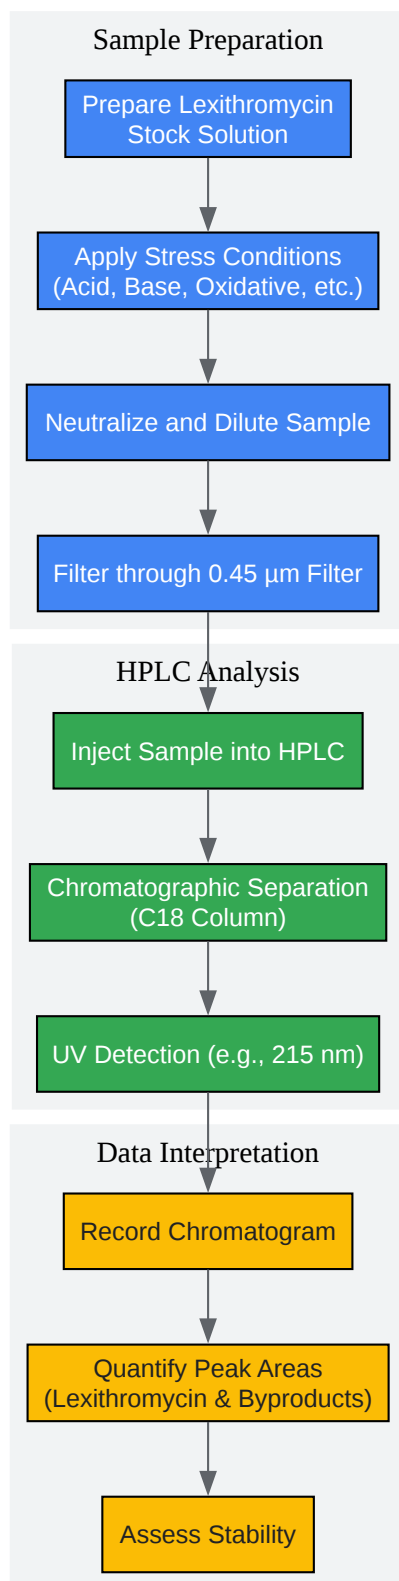 Sample Preparation
Prepare Lexithromycin
Stock Solution
Apply Stress Conditions
(Acid, Base, Oxidative, etc.)
Neutralize and Dilute Sample
Filter through 0.45 µm Filter
HPLC Analysis
Inject Sample into HPLC
Chromatographic Separation
(C18 Column)
UV Detection (e.g., 215 nm)
Data Interpretation
Record Chromatogram
Quantify Peak Areas
(Lexithromycin & Byproducts)
Assess Stability